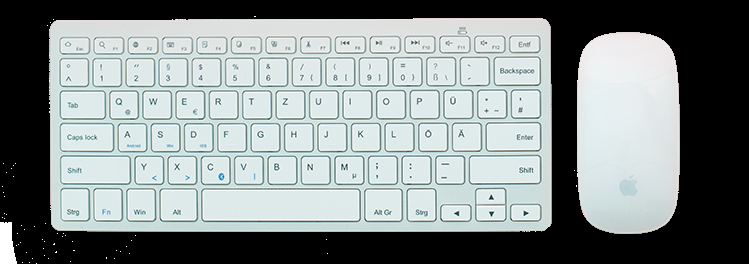 Esc F1 F2 F3 F4 F5 F6 F7 F8 F9 F10 F11 F12 Entf
° ^ ! 1 " 2 § 3 $ 4 % 5 & 6 / 7 { ( 8 [ ) 9 ] = 0 } ? ß \ Backspace
Tab Q @ W E € R T Z U I O P Ü * + ~ ' #
Caps lock A Android S Win D iOS F G H J K L Ö Ä Enter
Shift Y < X > C V | B N M µ ; , : . _ - Shift
Strg Fn Win Alt Alt Gr Strg ◄ ▲ ▼ ►